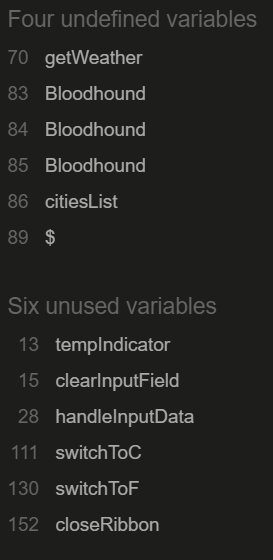 Four undefined variables
70 getWeather
83 Bloodhound
84 Bloodhound
85 Bloodhound
86 citiesList
89 $
Six unused variables
13 tempIndicator
15 clearInputField
28 handleInputData
111 switchToC
130 switchToF
152 closeRibbon